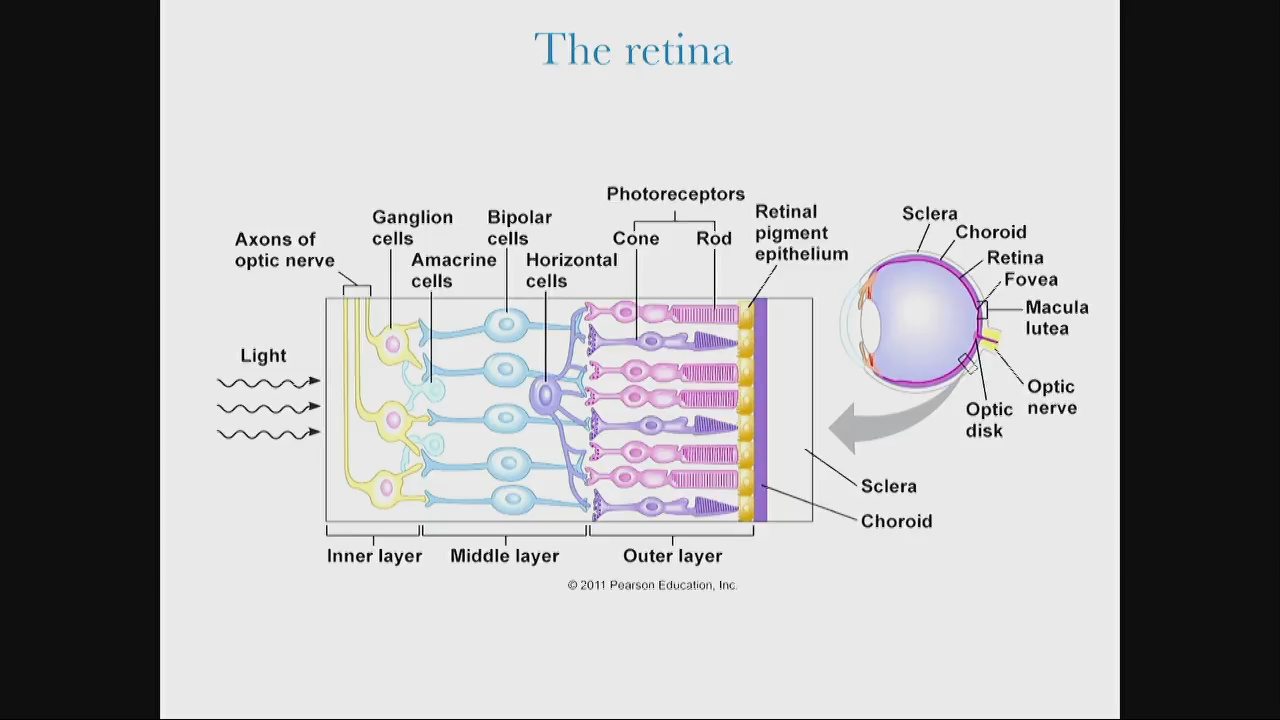 The retina
Photoreceptors
Cone
Rod
Ganglion
cells
Bipolar
cells
Retinal
pigment
epithelium
Axons of
optic nerve
Amacrine
cells
Horizontal
cells
Light
Inner layer
Middle layer
Outer layer
Sclera
Choroid
Retina
Fovea
Macula
lutea
Optic
nerve
Optic
disk
Sclera
Choroid
© 2011 Pearson Education, Inc.